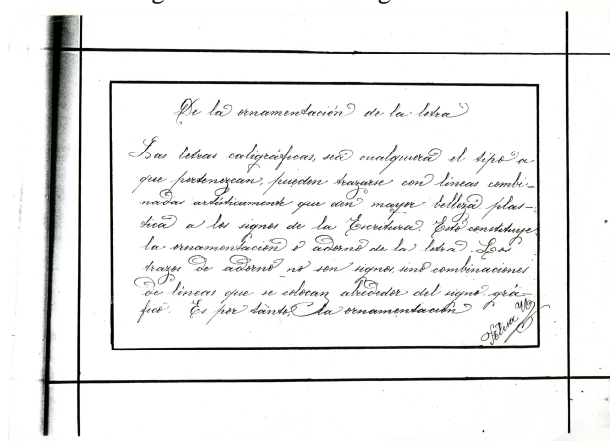 De la ornamentación de la letra
Las letras caligráficas, sea cualquiera el tipo a
que pertenezcan, pueden trazarse con líneas combi-
nadas artísticamente que den mayor belleza plás-
tica a los signos de la Escritura. Esto constituye
la ornamentación o adorno de la letra. Los
trazos de adorno no son signos sino combinaciones
de líneas que se colocan alrededor del signo grá-
fico. Es por tanto, la ornamentación